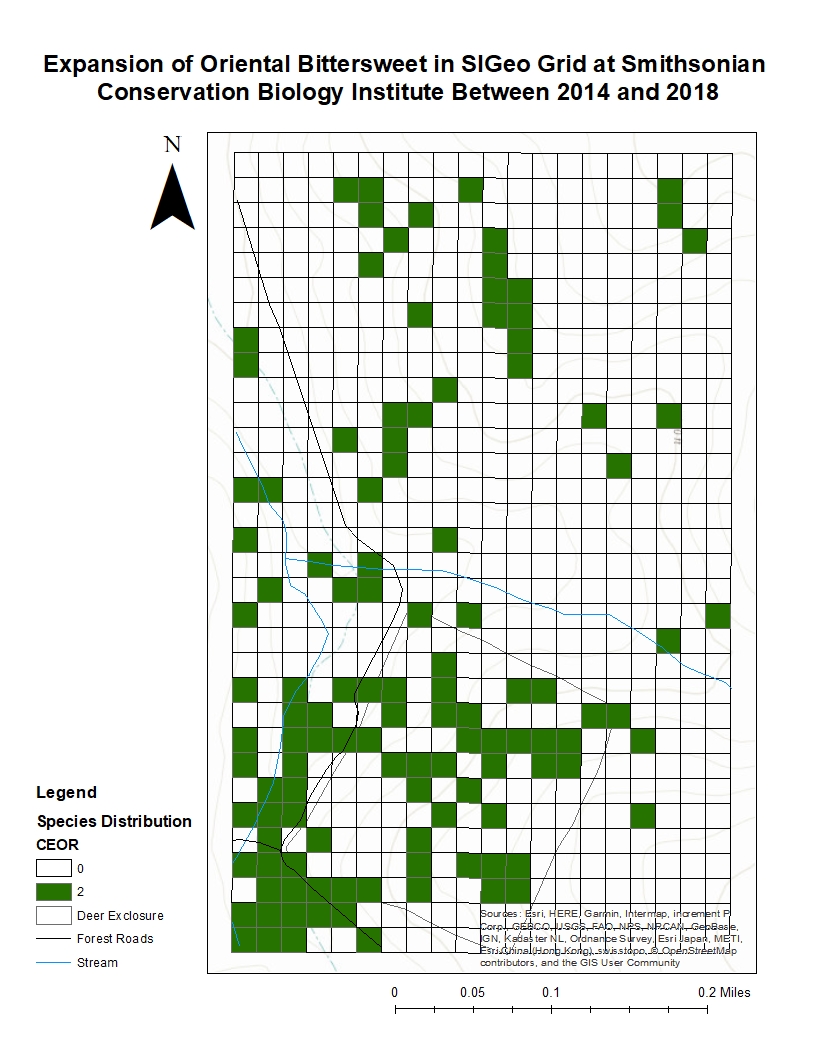 Expansion of Oriental Bittersweet in SIGeo Grid at Smithsonian
Conservation Biology Institute Between 2014 and 2018
N
Legend
Species Distribution
CEOR
0
2
Deer Exclosure
Forest Roads
Stream
Sources: Esri, HERE, Garmin, Intermap, increment P
Corp., GEBCO, USGS, FAO, NPS, NRCAN, GeoBase,
IGN, Kadaster NL, Ordnance Survey, Esri Japan, METI,
Esri China (Hong Kong), swisstopo, © OpenStreetMap
contributors, and the GIS User Community
0 0.05 0.1 0.2 Miles